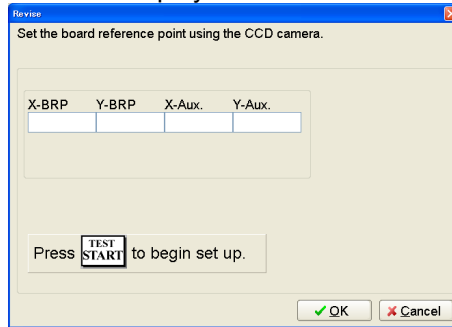 Revise
Set the board reference point using the CCD camera.
X-BRP Y-BRP X-Aux. Y-Aux.
Press TEST START to begin set up.
OK Cancel